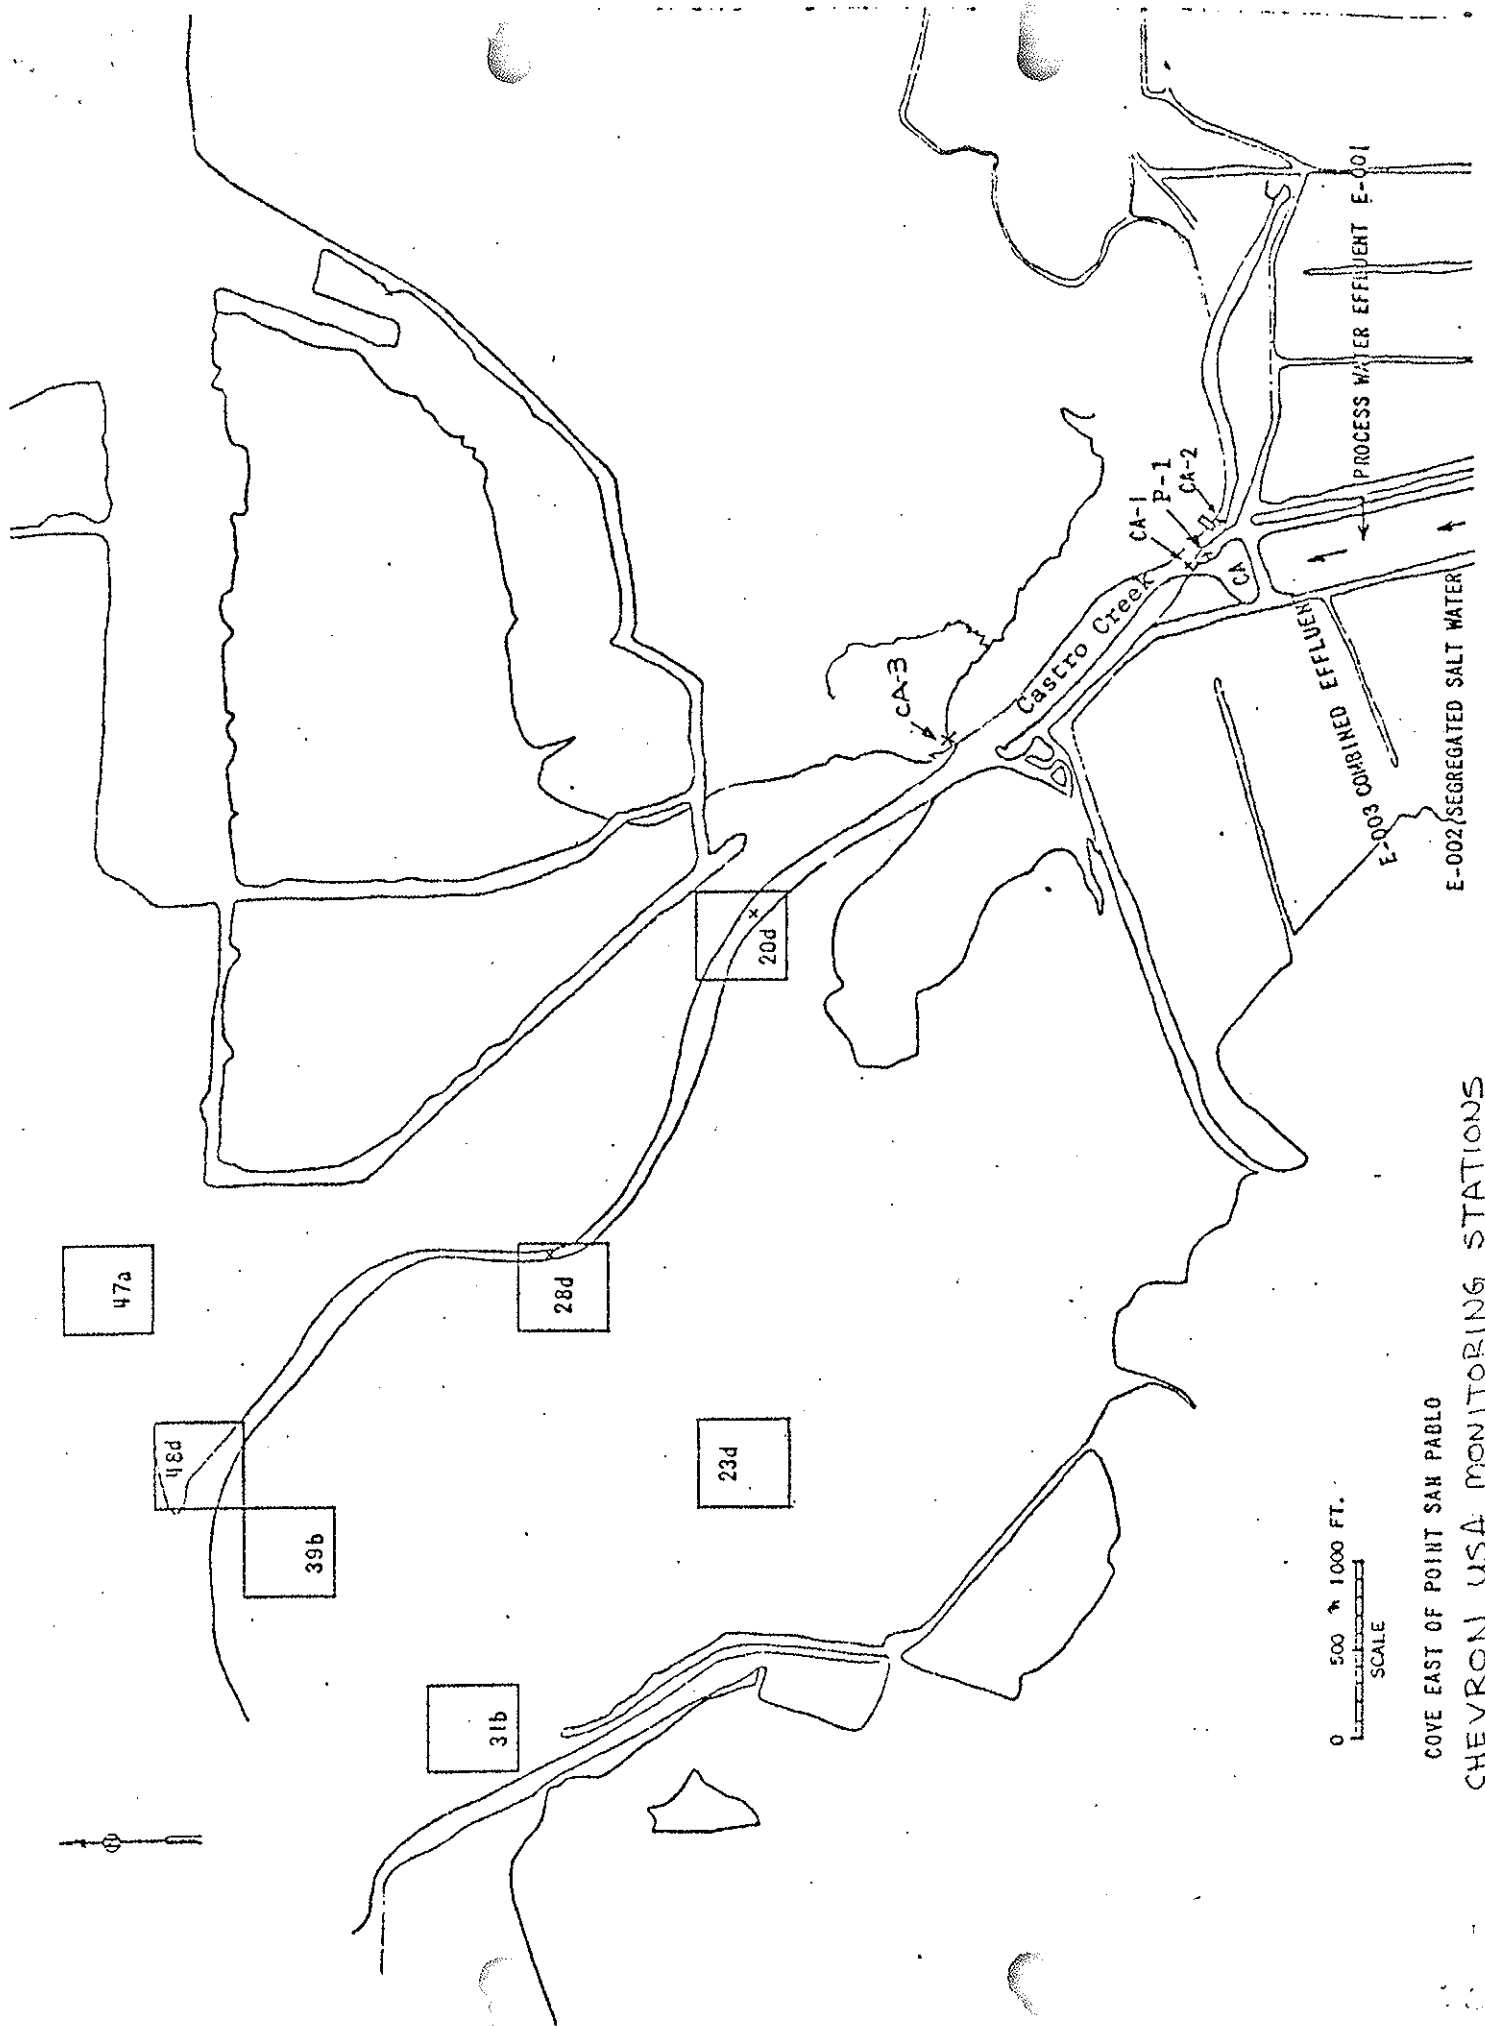 47a
48d
39b
31b
28d
23d
20d
CA-3
Castro Creek
CA-1
P-1
CA-2
CA
PROCESS WATER EFFLUENT E-001
E-003 COMBINED EFFLUENT
E-002 SEGREGATED SALT WATER
0 500 1000 FT.
SCALE
COVE EAST OF POINT SAN PABLO
CHEVRON USA MONITORING STATIONS